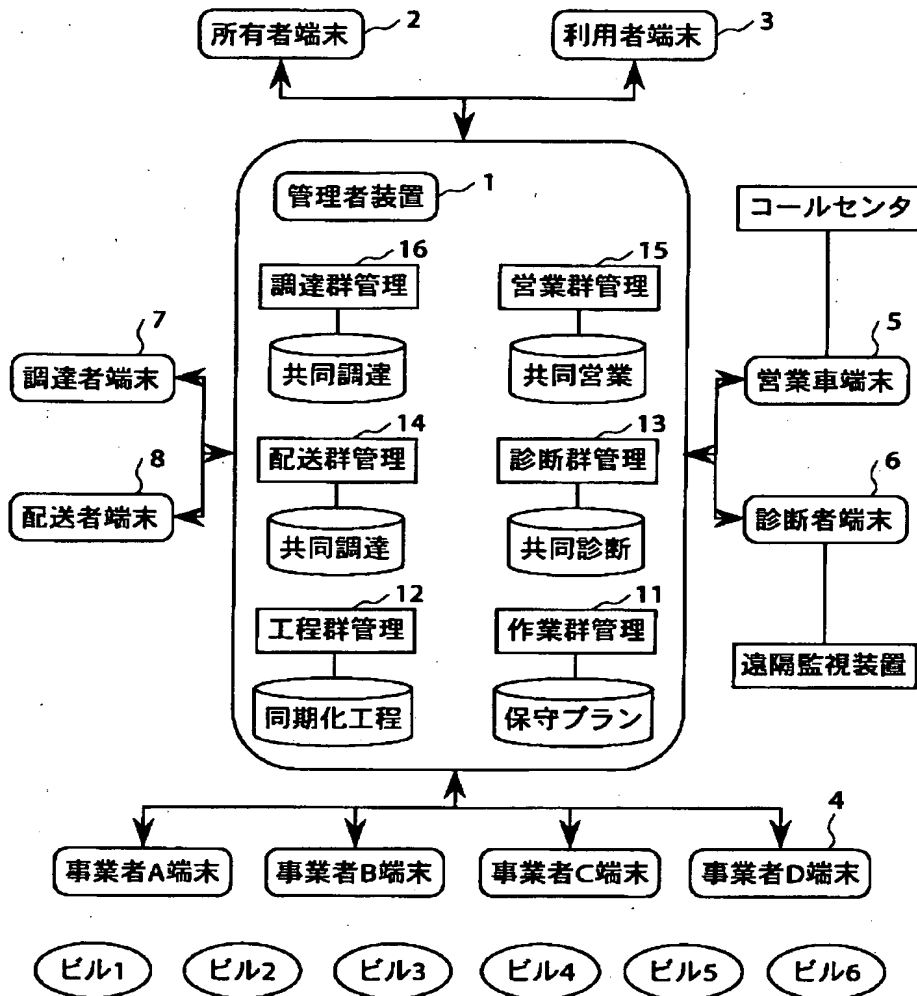 所有者端末
2
利用者端末
3
管理者装置
1
コールセンタ
調達群管理
16
営業群管理
15
共同調達
共同営業
調達者端末
7
営業車端末
5
配送群管理
14
診断群管理
13
配送者端末
8
診断者端末
6
共同調達
共同診断
工程群管理
12
作業群管理
11
遠隔監視装置
同期化工程
保守プラン
4
事業者A端末
事業者B端末
事業者C端末
事業者D端末
ビル1
ビル2
ビル3
ビル4
ビル5
ビル6